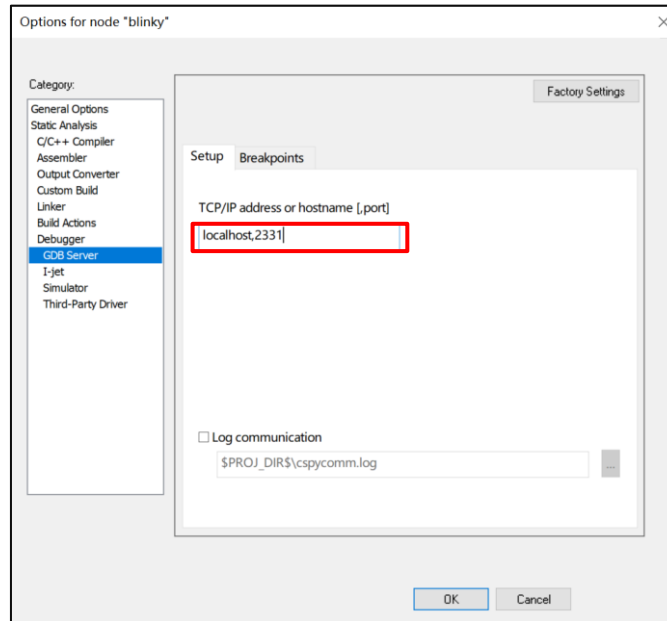 Options for node "blinky"
Category:
Factory Settings
General Options
Static Analysis
C/C++ Compiler
Assembler
Output Converter
Custom Build
Linker
Build Actions
Debugger
GDB Server
I-jet
Simulator
Third-Party Driver
Setup Breakpoints
TCP/IP address or hostname [,port]
localhost,2331
Log communication
$PROJ_DIR$\cspycomm.log
...
OK Cancel